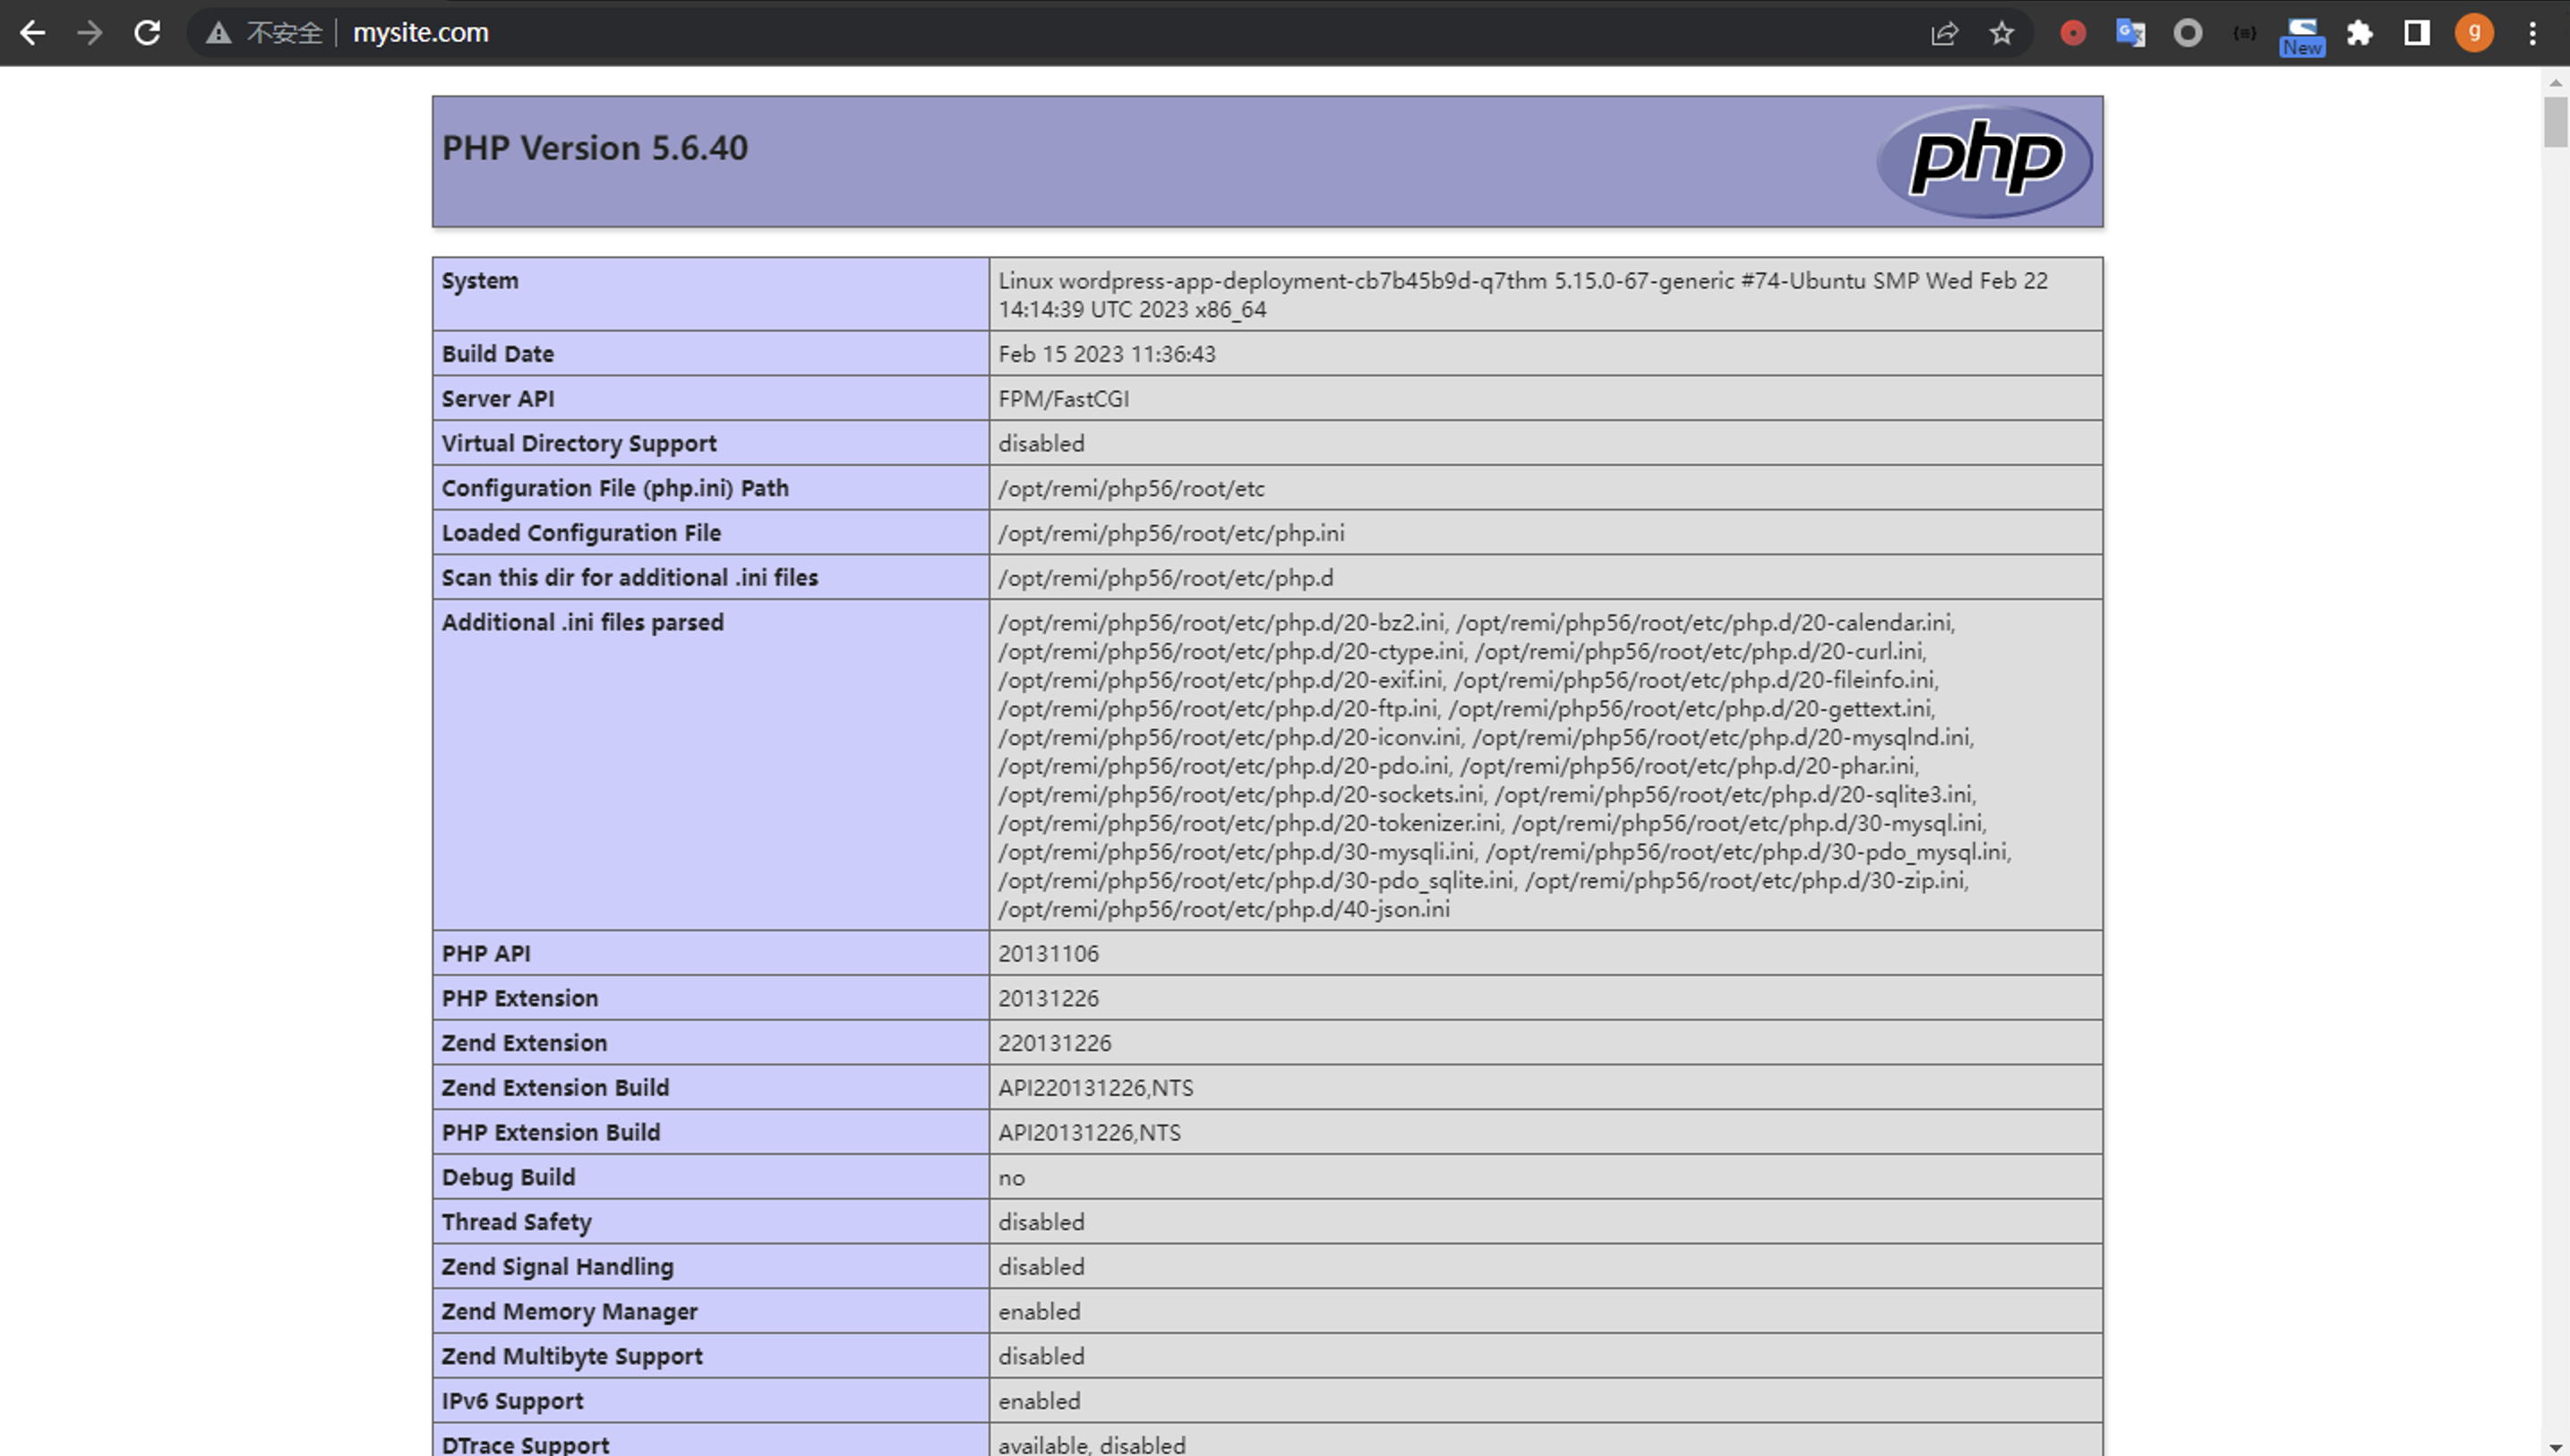 不安全 mysite.com
New
g
PHP Version 5.6.40
php
System Linux wordpress-app-deployment-cb7b45b9d-q7thm 5.15.0-67-generic #74-Ubuntu SMP Wed Feb 22
14:14:39 UTC 2023 x86_64
Build Date Feb 15 2023 11:36:43
Server API FPM/FastCGI
Virtual Directory Support disabled
Configuration File (php.ini) Path /opt/remi/php56/root/etc
Loaded Configuration File /opt/remi/php56/root/etc/php.ini
Scan this dir for additional .ini files /opt/remi/php56/root/etc/php.d
Additional .ini files parsed /opt/remi/php56/root/etc/php.d/20-bz2.ini, /opt/remi/php56/root/etc/php.d/20-calendar.ini,
/opt/remi/php56/root/etc/php.d/20-ctype.ini, /opt/remi/php56/root/etc/php.d/20-curl.ini,
/opt/remi/php56/root/etc/php.d/20-exif.ini, /opt/remi/php56/root/etc/php.d/20-fileinfo.ini,
/opt/remi/php56/root/etc/php.d/20-ftp.ini, /opt/remi/php56/root/etc/php.d/20-gettext.ini,
/opt/remi/php56/root/etc/php.d/20-iconv.ini, /opt/remi/php56/root/etc/php.d/20-mysqlnd.ini,
/opt/remi/php56/root/etc/php.d/20-pdo.ini, /opt/remi/php56/root/etc/php.d/20-phar.ini,
/opt/remi/php56/root/etc/php.d/20-sockets.ini, /opt/remi/php56/root/etc/php.d/20-sqlite3.ini,
/opt/remi/php56/root/etc/php.d/20-tokenizer.ini, /opt/remi/php56/root/etc/php.d/30-mysql.ini,
/opt/remi/php56/root/etc/php.d/30-mysqli.ini, /opt/remi/php56/root/etc/php.d/30-pdo_mysql.ini,
/opt/remi/php56/root/etc/php.d/30-pdo_sqlite.ini, /opt/remi/php56/root/etc/php.d/30-zip.ini,
/opt/remi/php56/root/etc/php.d/40-json.ini
PHP API 20131106
PHP Extension 20131226
Zend Extension 220131226
Zend Extension Build API220131226,NTS
PHP Extension Build API20131226,NTS
Debug Build no
Thread Safety disabled
Zend Signal Handling disabled
Zend Memory Manager enabled
Zend Multibyte Support disabled
IPv6 Support enabled
DTrace Support available, disabled